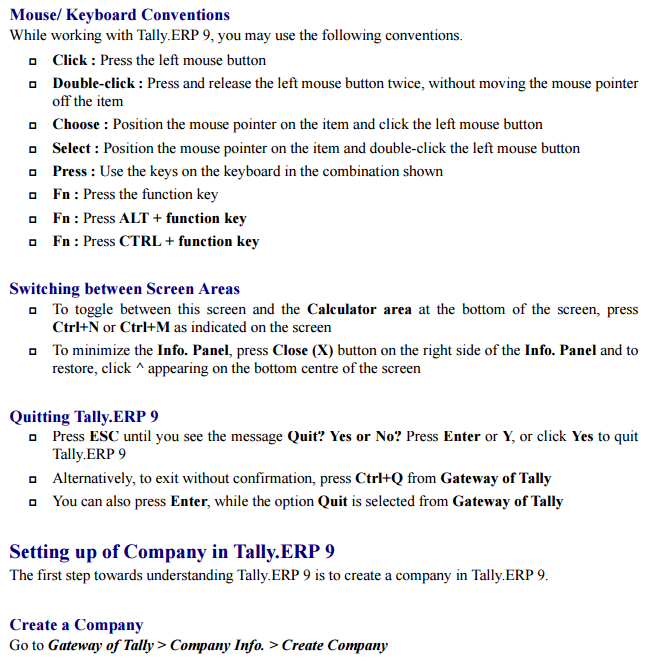 Mouse/ Keyboard Conventions
While working with Tally.ERP 9, you may use the following conventions.
Click : Press the left mouse button
Double-click : Press and release the left mouse button twice, without moving the mouse pointer
off the item
Choose : Position the mouse pointer on the item and click the left mouse button
Select : Position the mouse pointer on the item and double-click the left mouse button
Press : Use the keys on the keyboard in the combination shown
Fn : Press the function key
Fn : Press ALT + function key
Fn : Press CTRL + function key
Switching between Screen Areas
To toggle between this screen and the Calculator area at the bottom of the screen, press
Ctrl+N or Ctrl+M as indicated on the screen
To minimize the Info. Panel, press Close (X) button on the right side of the Info. Panel and to
restore, click ^ appearing on the bottom centre of the screen
Quitting Tally.ERP 9
Press ESC until you see the message Quit? Yes or No? Press Enter or Y, or click Yes to quit
Tally.ERP 9
Alternatively, to exit without confirmation, press Ctrl+Q from Gateway of Tally
You can also press Enter, while the option Quit is selected from Gateway of Tally
Setting up of Company in Tally.ERP 9
The first step towards understanding Tally.ERP 9 is to create a company in Tally.ERP 9.
Create a Company
Go to Gateway of Tally > Company Info. > Create Company